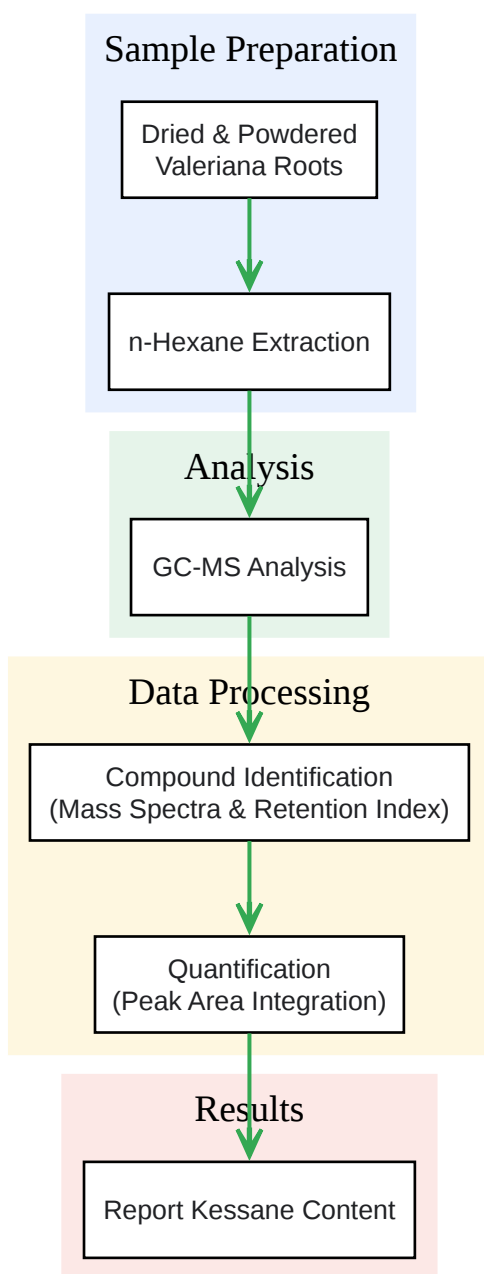 Sample Preparation
Dried & Powdered
Valeriana Roots
n-Hexane Extraction
Analysis
GC-MS Analysis
Data Processing
Compound Identification
(Mass Spectra & Retention Index)
Quantification
(Peak Area Integration)
Results
Report Kessane Content